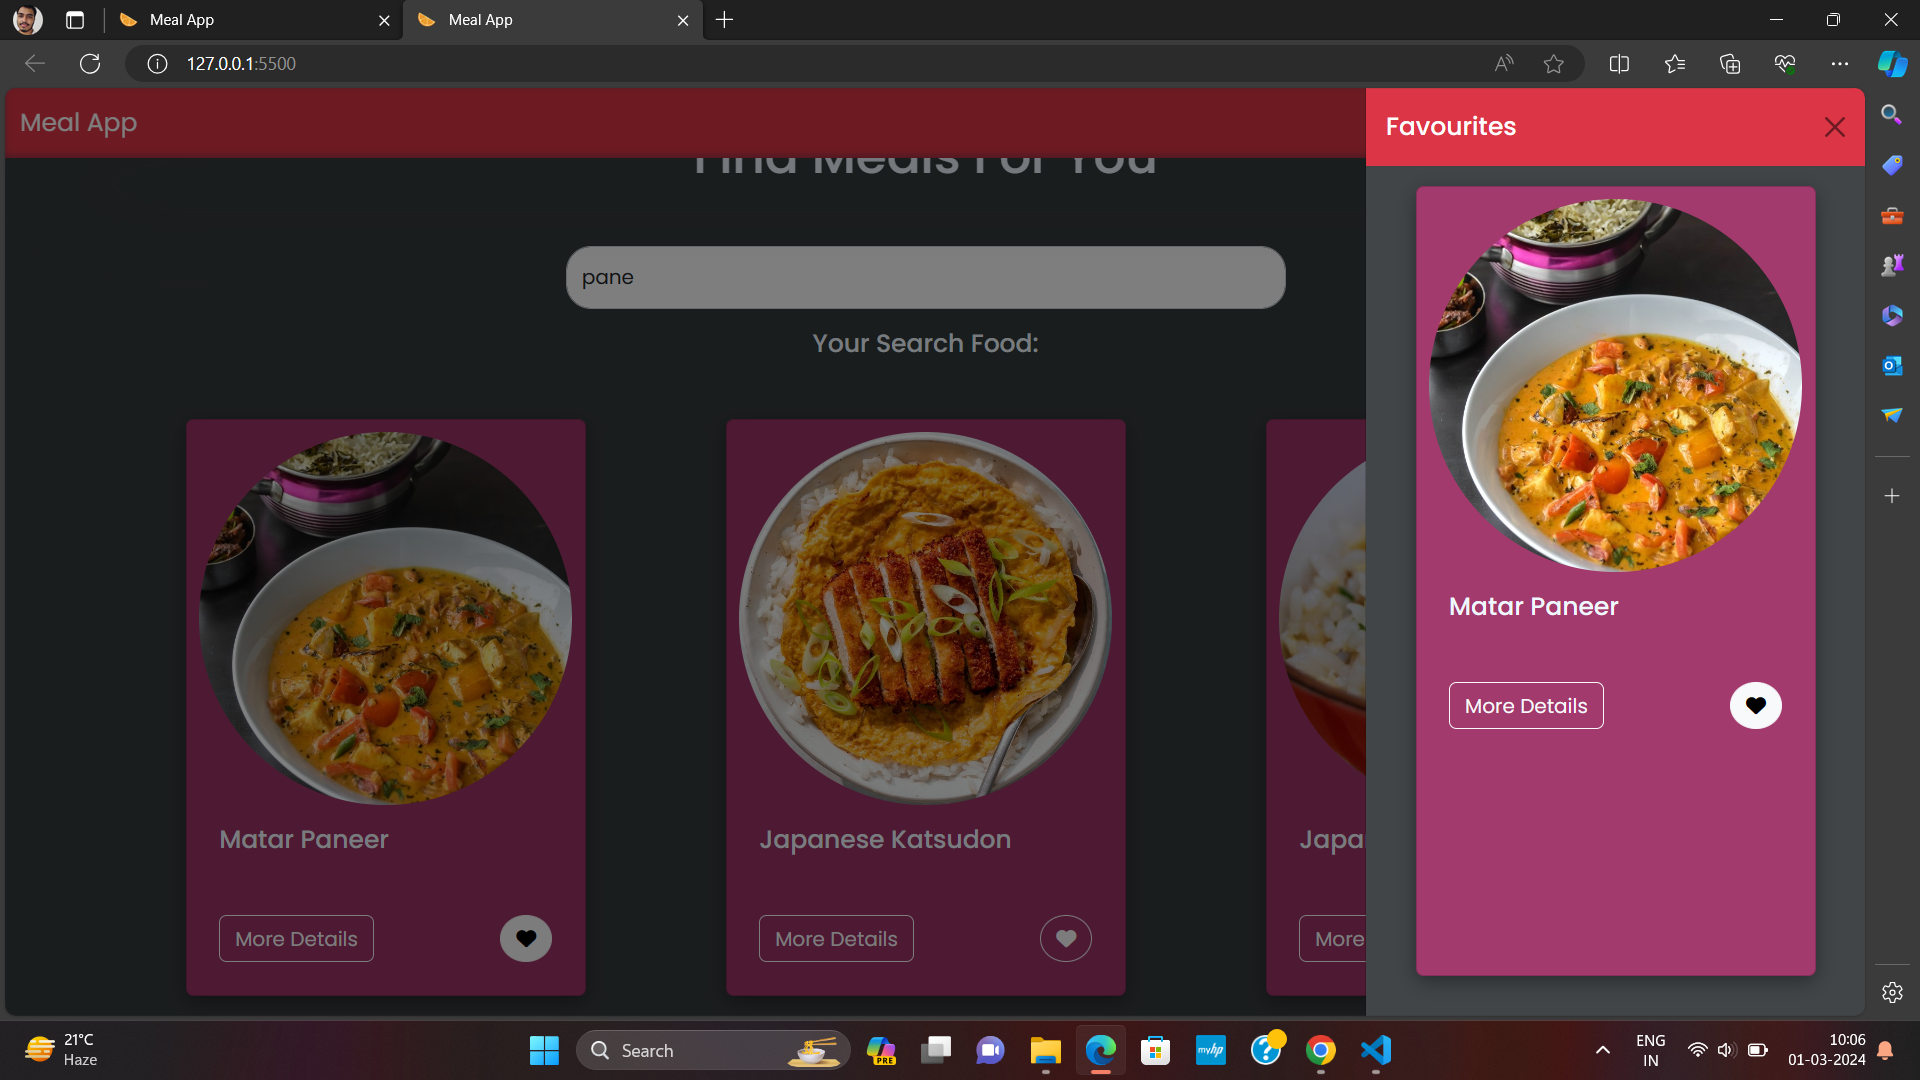 Meal App
Meal App
127.0.0.1:5500
Meal App
Find Meals For You
pane
Your Search Food:
Matar Paneer
More Details
Japanese Katsudon
More Details
Japa
More
Favourites
Matar Paneer
More Details
21°C
Haze
Search
PRE
myhp
ENG
IN
10:06
01-03-2024